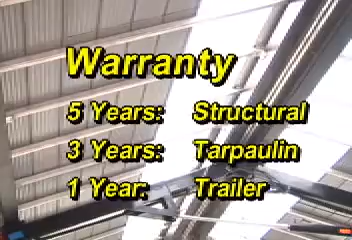 Warranty
5 Years: Structural
3 Years: Tarpaulin
1 Year: Trailer